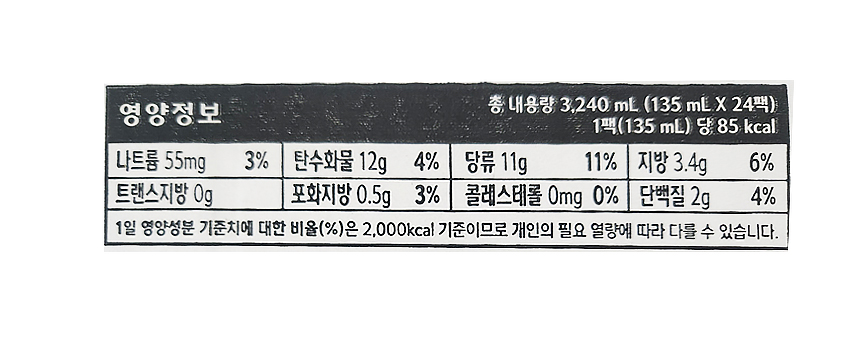 영양정보
총 내용량 3,240 mL (135 mL X 24팩)
1팩(135 mL) 당 85 kcal
나트륨 55mg 3% 탄수화물 12g 4% 당류 11g 11% 지방 3.4g 6%
트랜스지방 0g 포화지방 0.5g 3% 콜레스테롤 0mg 0% 단백질 2g 4%
1일 영양성분 기준치에 대한 비율(%)은 2,000kcal 기준이므로 개인의 필요 열량에 따라 다를 수 있습니다.